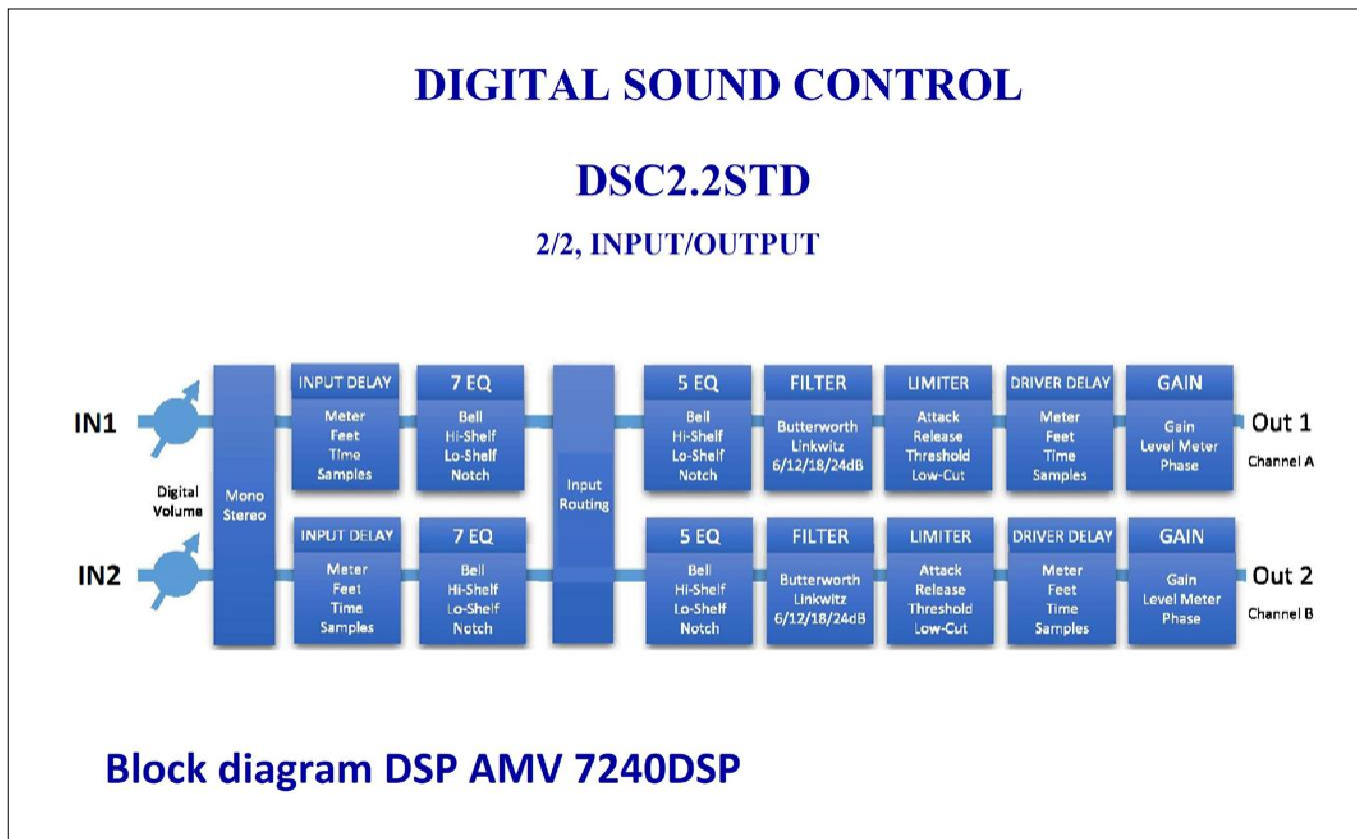 DIGITAL SOUND CONTROL
DSC2.2STD
2/2, INPUT/OUTPUT
IN1
Digital
Volume
Mono
Stereo
INPUT DELAY
Meter
Feet
Time
Samples
7 EQ
Bell
Hi-Shelf
Lo-Shelf
Notch
Input
Routing
5 EQ
Bell
Hi-Shelf
Lo-Shelf
Notch
FILTER
Butterworth
Linkwitz
6/12/18/24dB
LIMITER
Attack
Release
Threshold
Low-Cut
DRIVER DELAY
Meter
Feet
Time
Samples
GAIN
Gain
Level Meter
Phase
Out 1
Channel A
IN2
INPUT DELAY
Meter
Feet
Time
Samples
7 EQ
Bell
Hi-Shelf
Lo-Shelf
Notch
5 EQ
Bell
Hi-Shelf
Lo-Shelf
Notch
FILTER
Butterworth
Linkwitz
6/12/18/24dB
LIMITER
Attack
Release
Threshold
Low-Cut
DRIVER DELAY
Meter
Feet
Time
Samples
GAIN
Gain
Level Meter
Phase
Out 2
Channel B
Block diagram DSP AMV 7240DSP